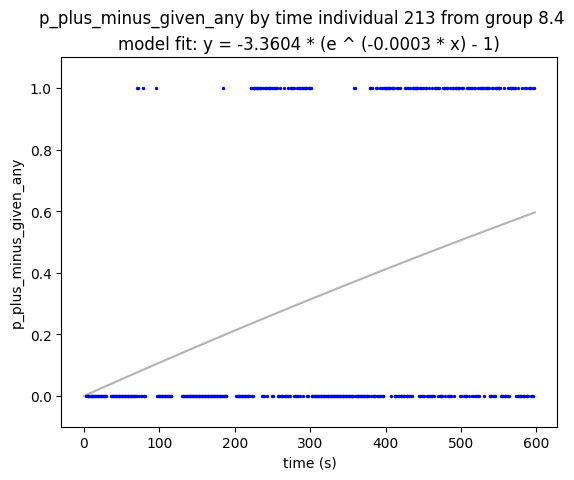 p_plus_minus_given_any by time individual 213 from group 8.4
model fit: y = -3.3604 * (e ^ (-0.0003 * x) - 1)
1.0
0.8
0.6
0.4
0.2
0.0
p_plus_minus_given_any
0 100 200 300 400 500 600
time (s)